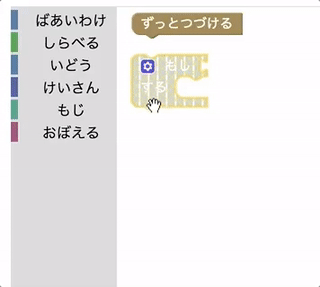 ばあいわけ
しらべる
いどう
けいさん
もじ
おぼえる
ずっとつづける
もし
する